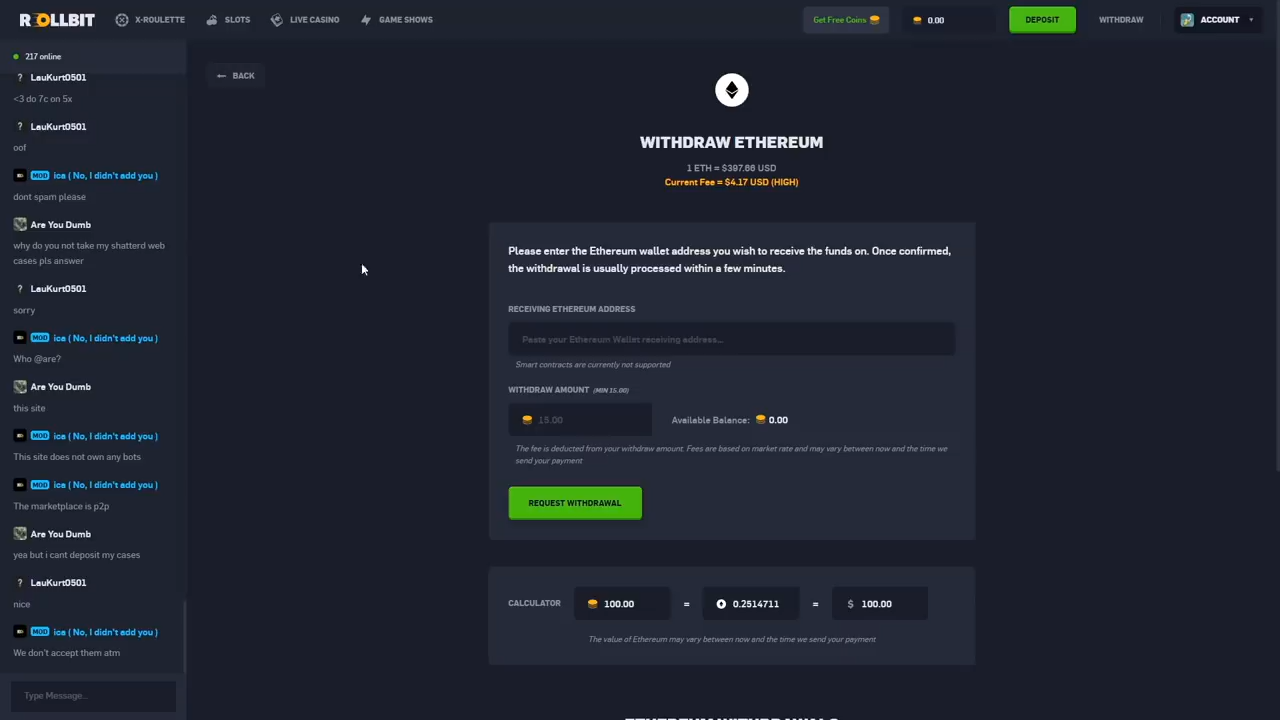 ROLLBIT
X-ROULETTE
SLOTS
LIVE CASINO
GAME SHOWS
Get Free Coins
0.00
DEPOSIT
WITHDRAW
ACCOUNT
217 online
LauKurt0501
<3 do 7c on 5x
LauKurt0501
oof
MOD ica ( No, I didn't add you )
dont spam please
Are You Dumb
why do you not take my shatterd web
cases pls answer
LauKurt0501
sorry
MOD ica ( No, I didn't add you )
Who @are?
Are You Dumb
this site
MOD ica ( No, I didn't add you )
This site does not own any bots
MOD ica ( No, I didn't add you )
The marketplace is p2p
Are You Dumb
yea but i cant deposit my cases
LauKurt0501
nice
MOD ica ( No, I didn't add you )
We don't accept them atm
Type Message...
← BACK
WITHDRAW ETHEREUM
1 ETH = $397.66 USD
Current Fee = $4.17 USD (HIGH)
Please enter the Ethereum wallet address you wish to receive the funds on. Once confirmed,
the withdrawal is usually processed within a few minutes.
RECEIVING ETHEREUM ADDRESS
Paste your Ethereum Wallet receiving address...
Smart contracts are currently not supported
WITHDRAW AMOUNT (MIN 15.00)
15.00
Available Balance: 0.00
The fee is deducted from your withdraw amount. Fees are based on market rate and may vary between now and the time we
send your payment
REQUEST WITHDRAWAL
CALCULATOR 100.00 = 0.2514711 = $ 100.00
The value of Ethereum may vary between now and the time we send your payment
ETHEREUM WITHDRAWALS